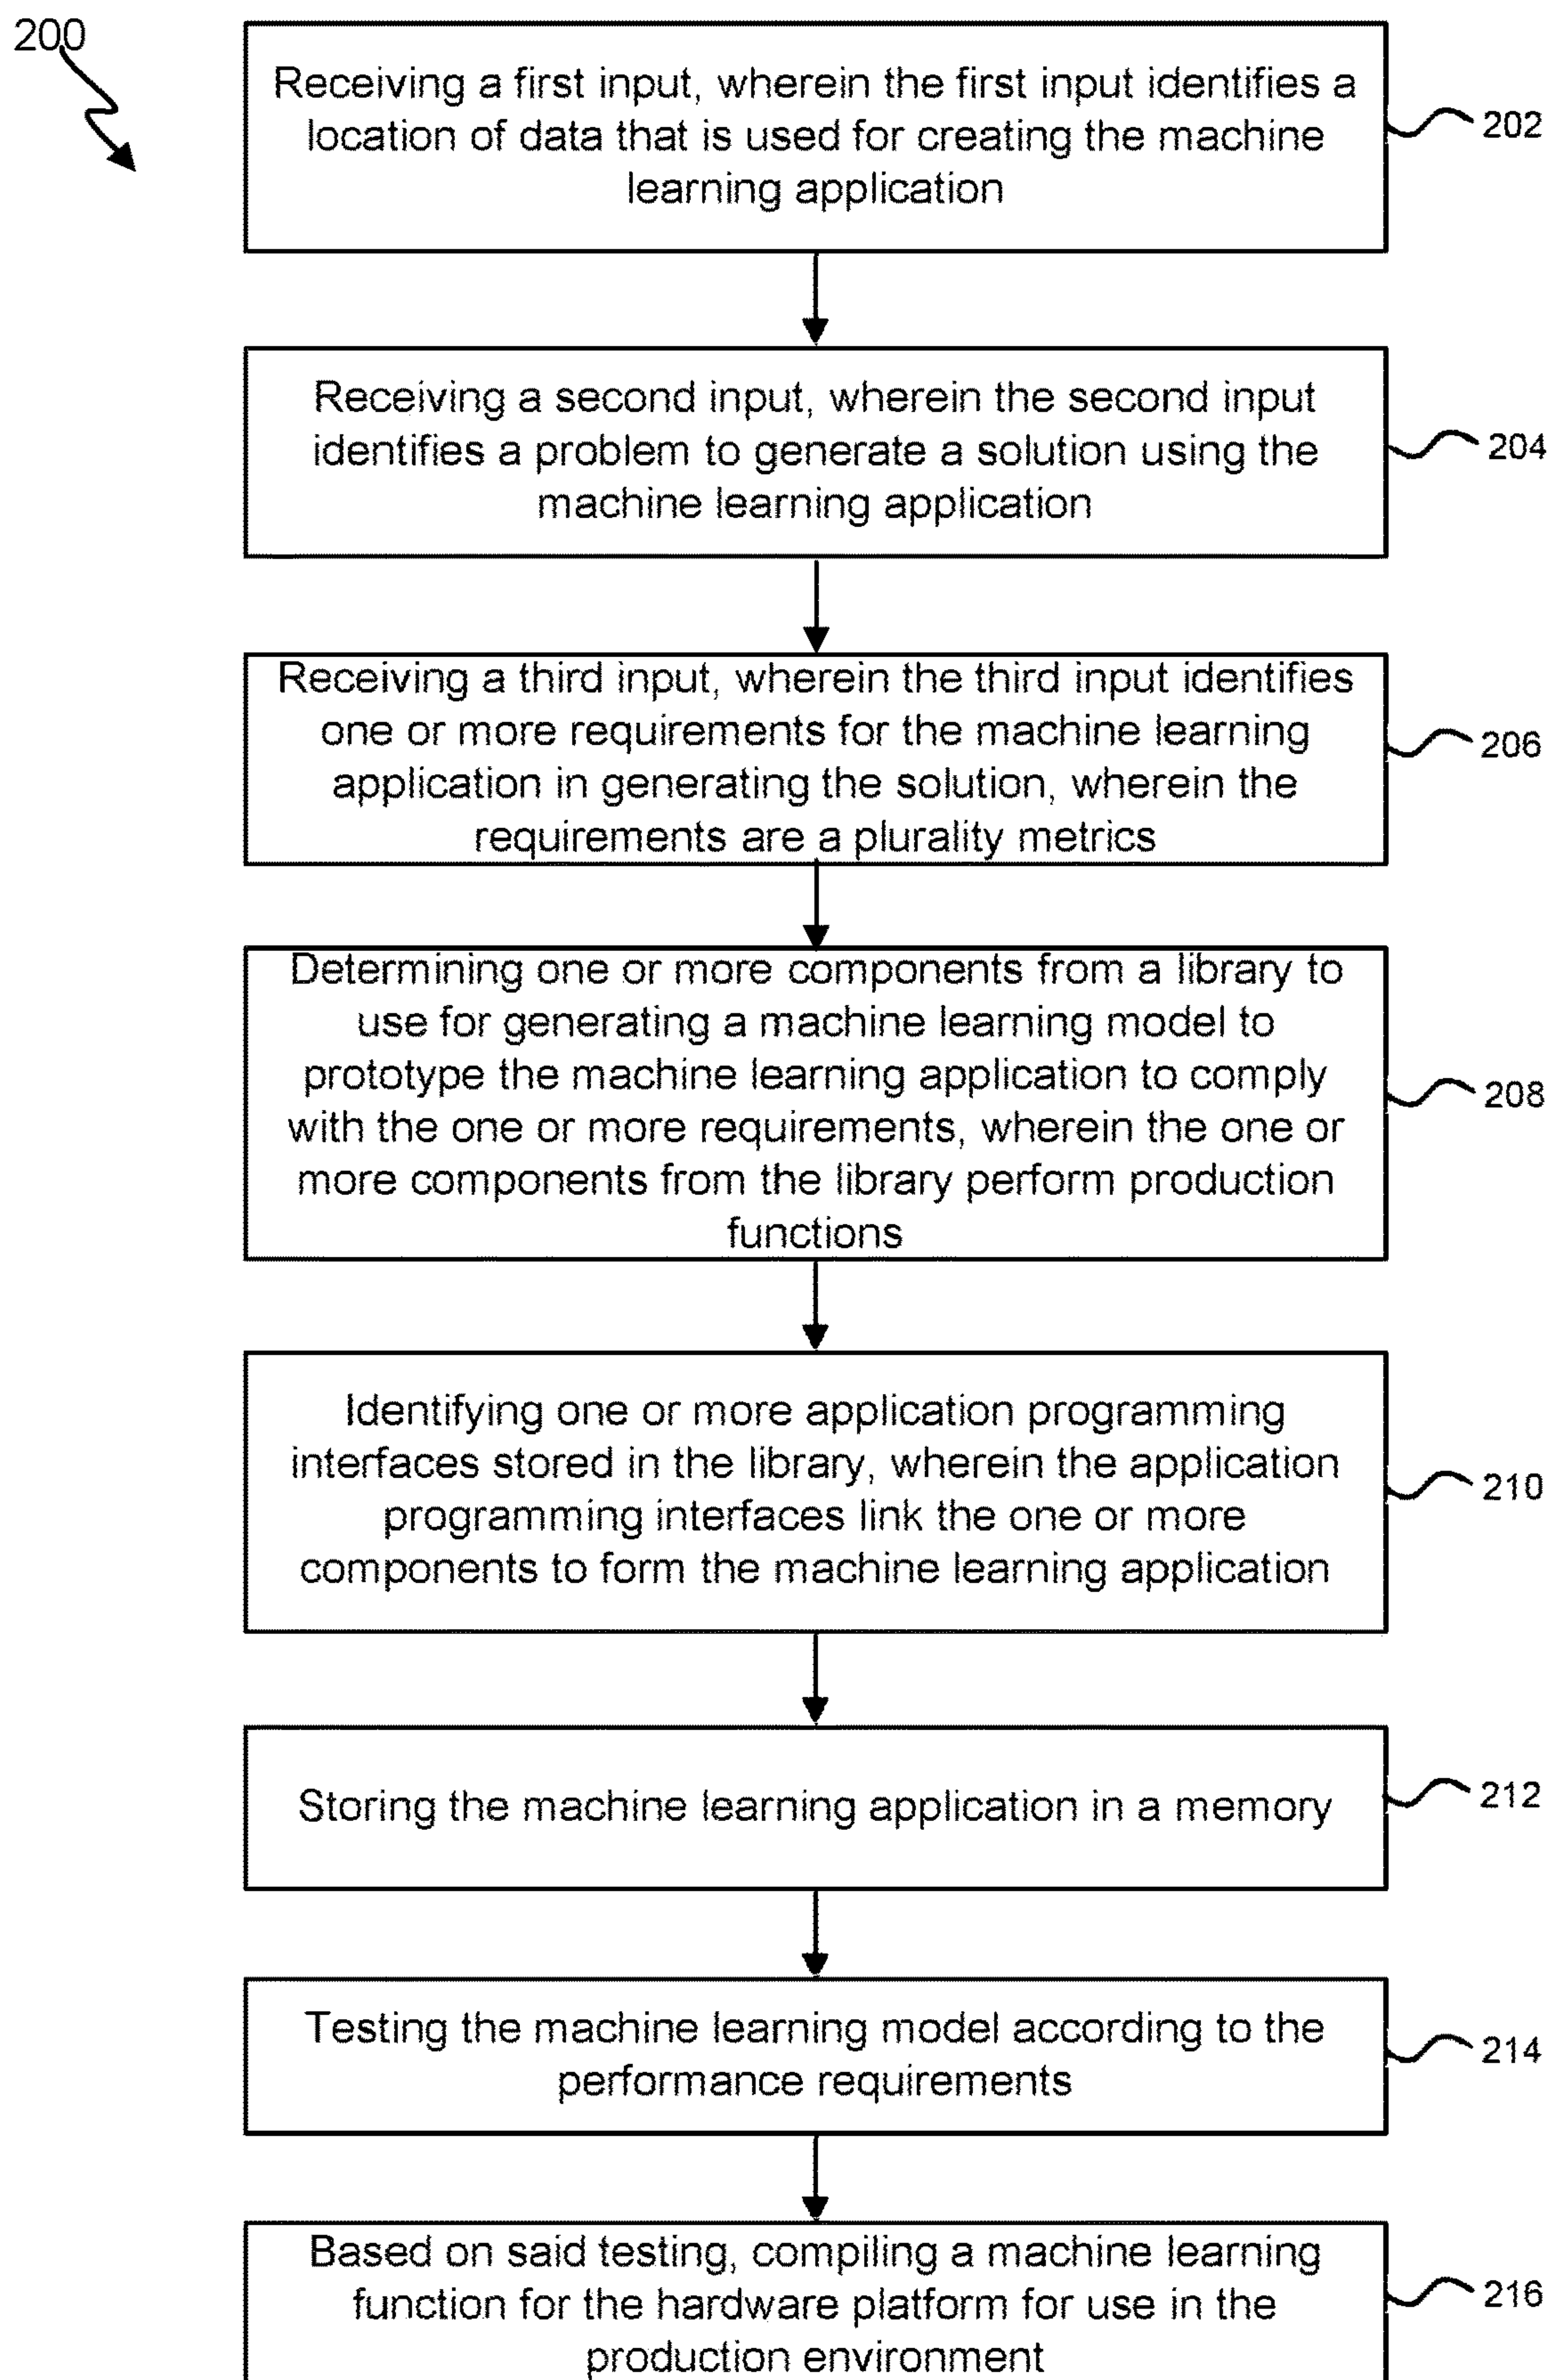 200
Receiving a first input, wherein the first input identifies a
location of data that is used for creating the machine
learning application
202
Receiving a second input, wherein the second input
identifies a problem to generate a solution using the
machine learning application
204
Receiving a third input, wherein the third input identifies
one or more requirements for the machine learning
application in generating the solution, wherein the
requirements are a plurality metrics
206
Determining one or more components from a library to
use for generating a machine learning model to
prototype the machine learning application to comply
with the one or more requirements, wherein the one or
more components from the library perform production
functions
208
Identifying one or more application programming
interfaces stored in the library, wherein the application
programming interfaces link the one or more
components to form the machine learning application
210
Storing the machine learning application in a memory
212
Testing the machine learning model according to the
performance requirements
214
Based on said testing, compiling a machine learning
function for the hardware platform for use in the
production environment
216